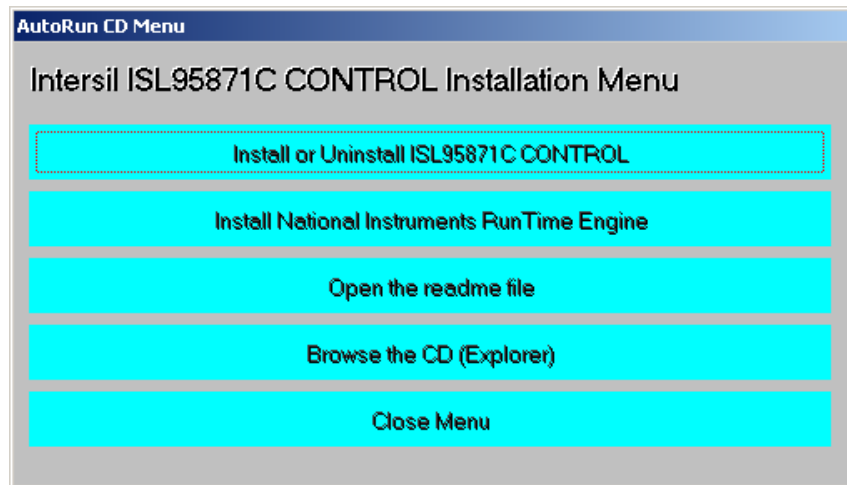 AutoRun CD Menu
Intersil ISL95871C CONTROL Installation Menu
Install or Uninstall ISL95871C CONTROL
Install National Instruments RunTime Engine
Open the readme file
Browse the CD (Explorer)
Close Menu